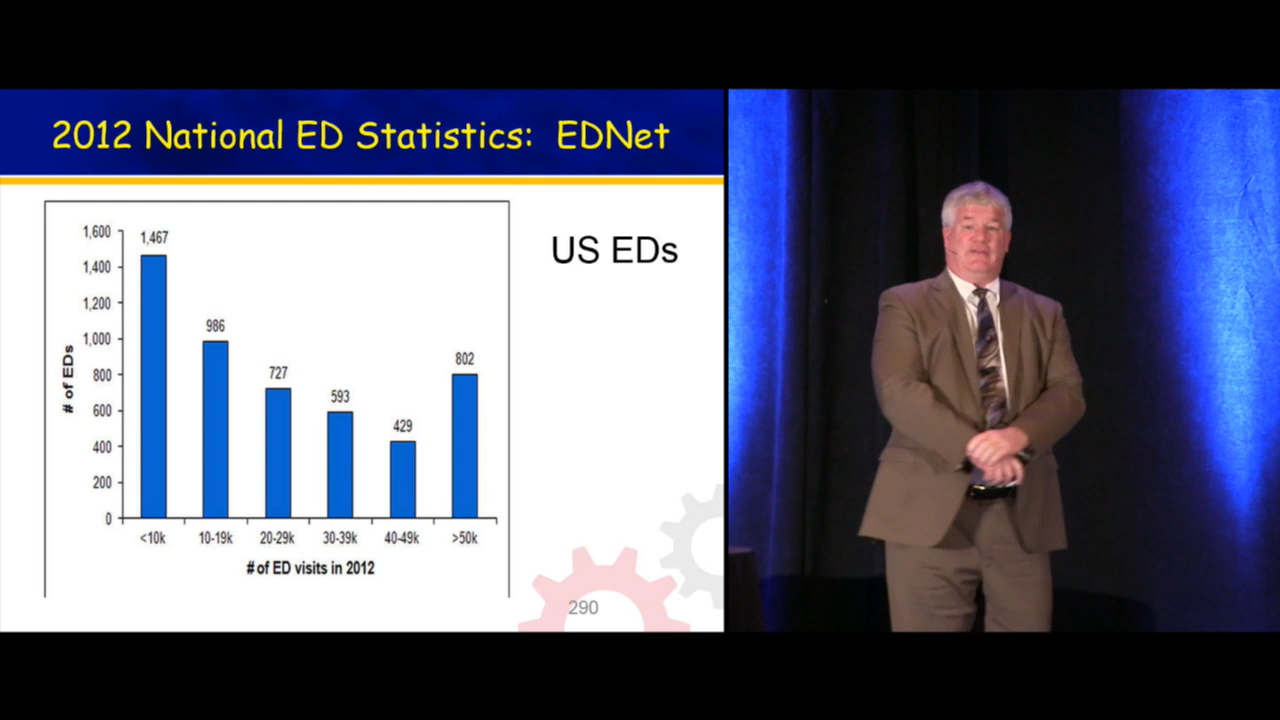 2012 National ED Statistics: EDNet
US EDs
# of EDs
1,600
1,400
1,200
1,000
800
600
400
200
0
1,467
986
727
593
429
802
<10k
10-19k
20-29k
30-39k
40-49k
>50k
# of ED visits in 2012
290